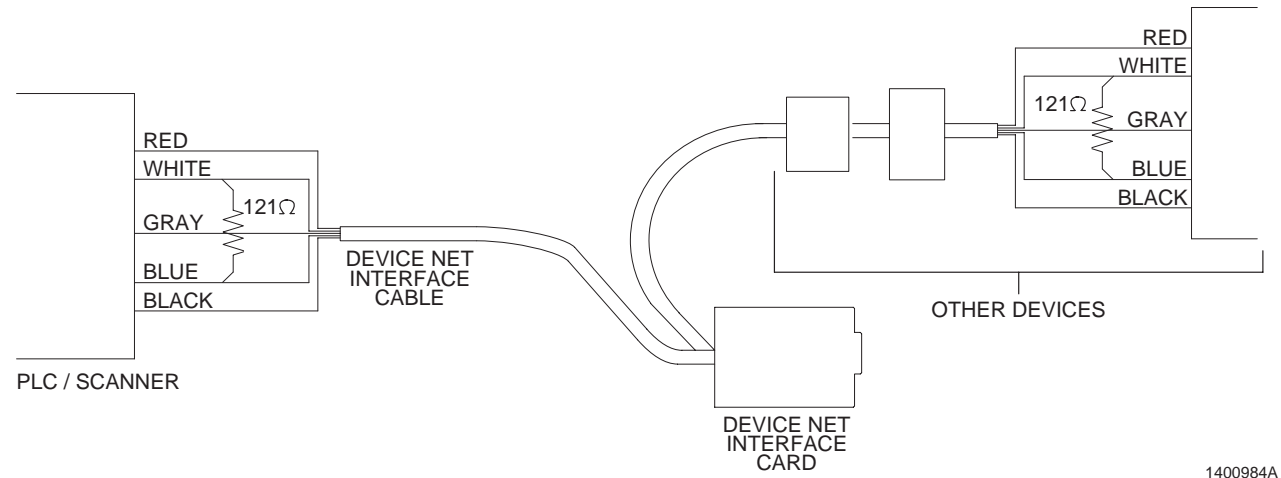 RED
WHITE
121Ω
GRAY
BLUE
BLACK
PLC / SCANNER
DEVICE NET
INTERFACE
CABLE
RED
WHITE
121Ω
GRAY
BLUE
BLACK
OTHER DEVICES
DEVICE NET
INTERFACE
CARD
1400984A